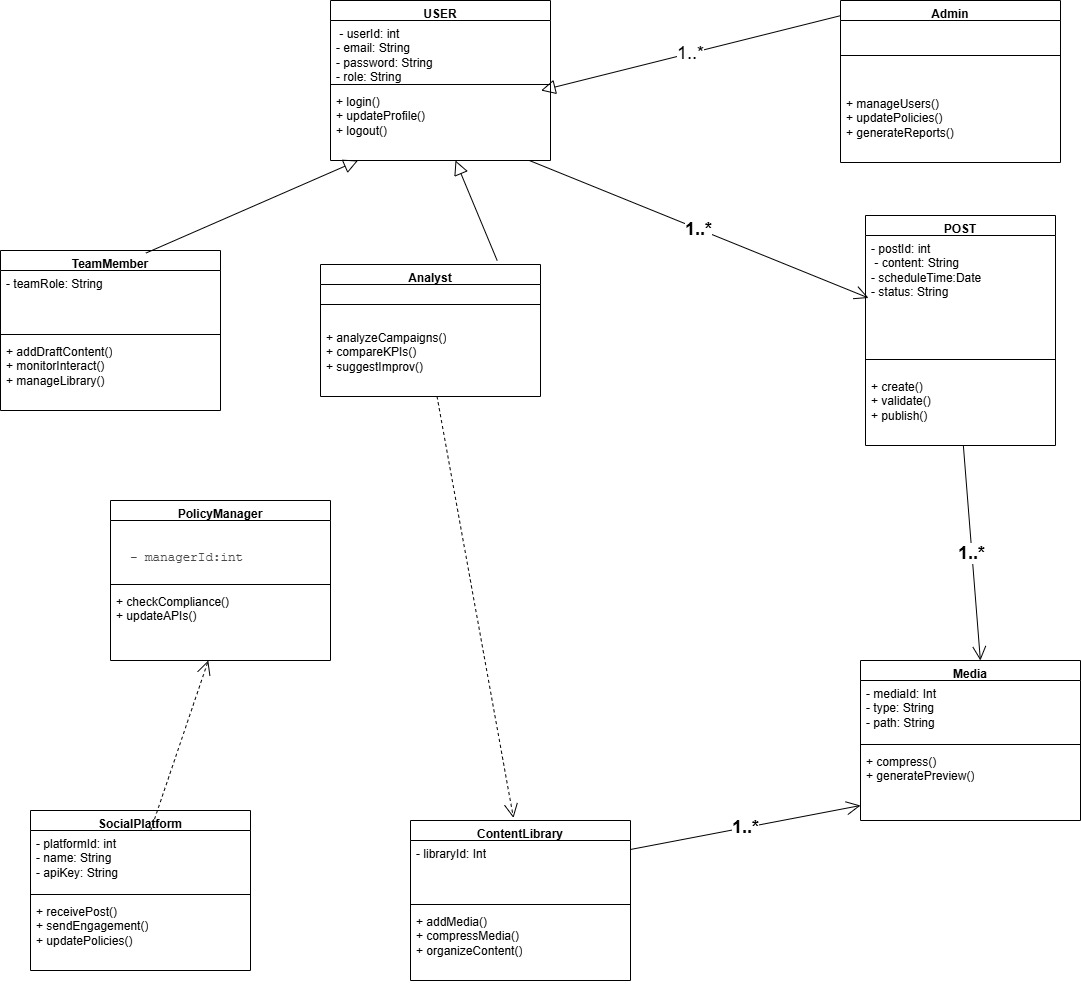 USER
- userId: int
- email: String
- password: String
- role: String
+ login()
+ updateProfile()
+ logout()
1..*
Admin
+ manageUsers()
+ updatePolicies()
+ generateReports()
TeamMember
- teamRole: String
+ addDraftContent()
+ monitorInteract()
+ manageLibrary()
Analyst
+ analyzeCampaigns()
+ compareKPIs()
+ suggestImprov()
1..*
POST
- postId: int
- content: String
- scheduleTime:Date
- status: String
+ create()
+ validate()
+ publish()
PolicyManager
- managerId:int
+ checkCompliance()
+ updateAPIs()
1..*
Media
- mediaId: Int
- type: String
- path: String
+ compress()
+ generatePreview()
SocialPlatform
- platformId: int
- name: String
- apiKey: String
+ receivePost()
+ sendEngagement()
+ updatePolicies()
ContentLibrary
- libraryId: Int
+ addMedia()
+ compressMedia()
+ organizeContent()
1..*